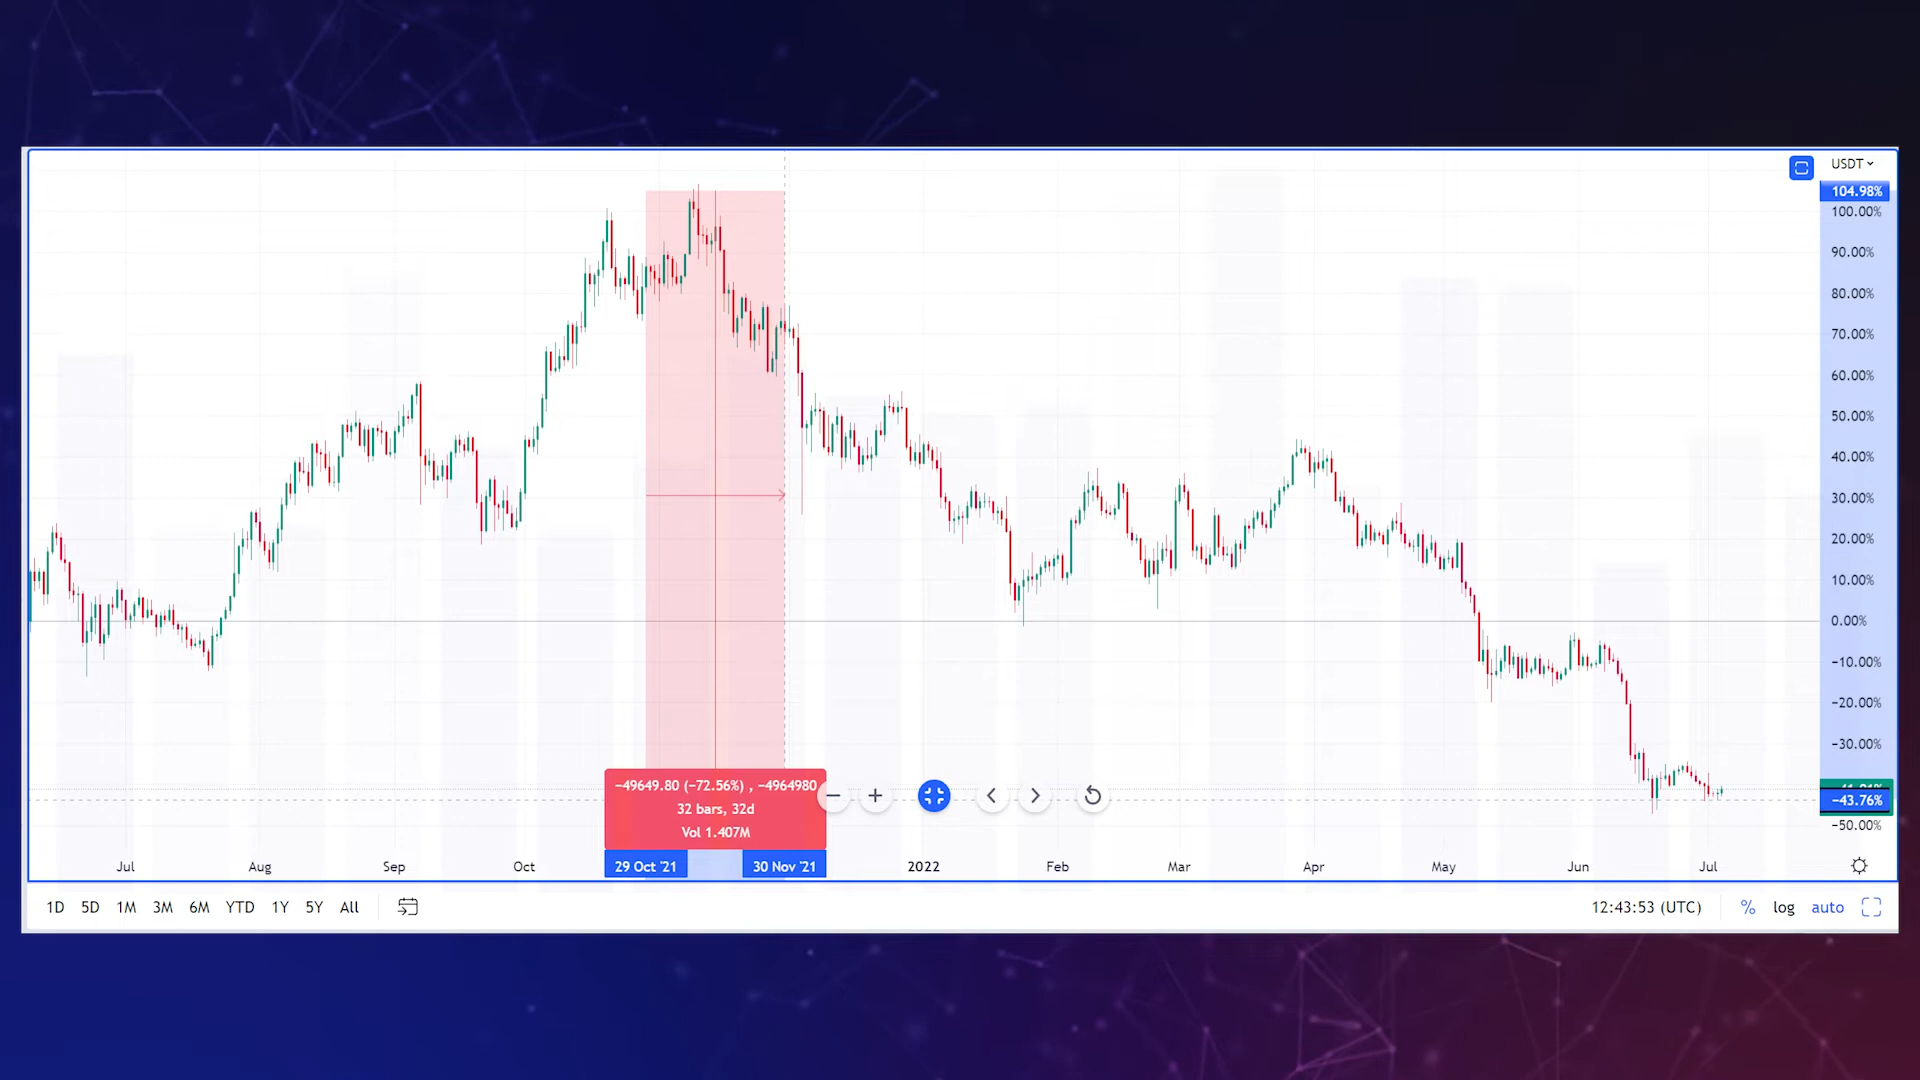 USDT
104.98%
100.00%
90.00%
80.00%
70.00%
60.00%
50.00%
40.00%
30.00%
20.00%
10.00%
0.00%
−10.00%
−20.00%
−30.00%
−43.76%
−50.00%
−49649.80 (−72.56%) , −4964980
32 bars, 32d
Vol 1.407M
Jul Aug Sep Oct 29 Oct '21 30 Nov '21 2022 Feb Mar Apr May Jun Jul
1D 5D 1M 3M 6M YTD 1Y 5Y All 12:43:53 (UTC) % log auto